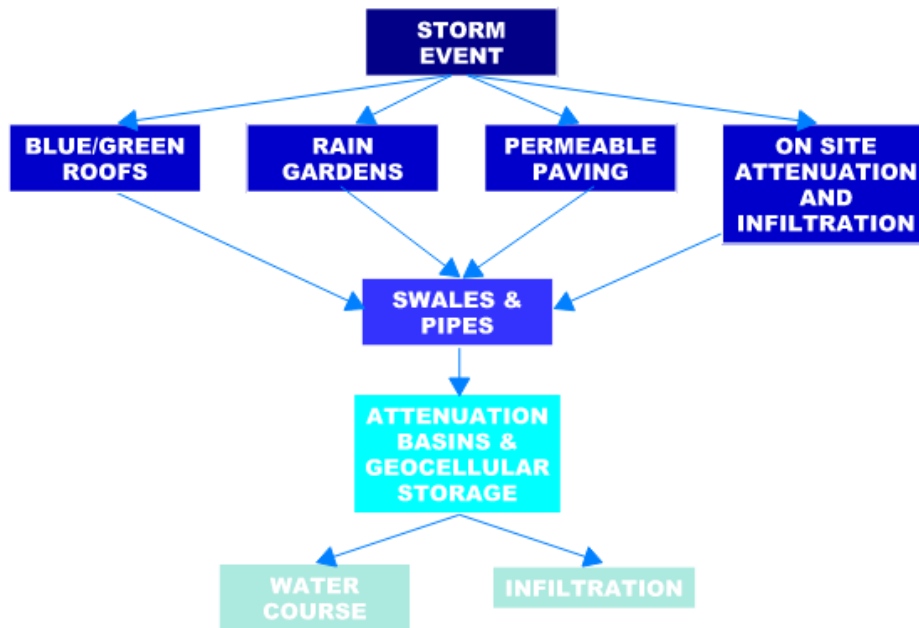 STORM
EVENT
BLUE/GREEN
ROOFS
RAIN
GARDENS
PERMEABLE
PAVING
ON SITE
ATTENUATION
AND
INFILTRATION
SWALES &
PIPES
ATTENUATION
BASINS &
GEOCELLULAR
STORAGE
WATER
COURSE
INFILTRATION